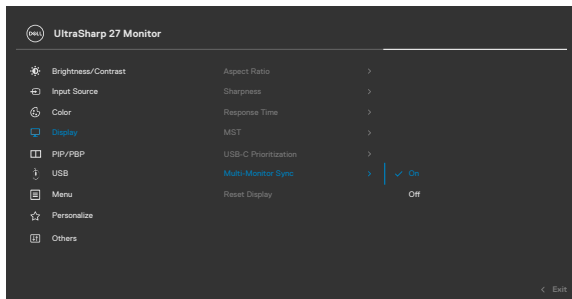 DELL UltraSharp 27 Monitor
Brightness/Contrast Aspect Ratio >
Input Source Sharpness >
Color Response Time >
Display MST >
PIP/PBP USB-C Prioritization >
USB Multi-Monitor Sync > ✓ On
Menu Reset Display Off
Personalize
Others
< Exit